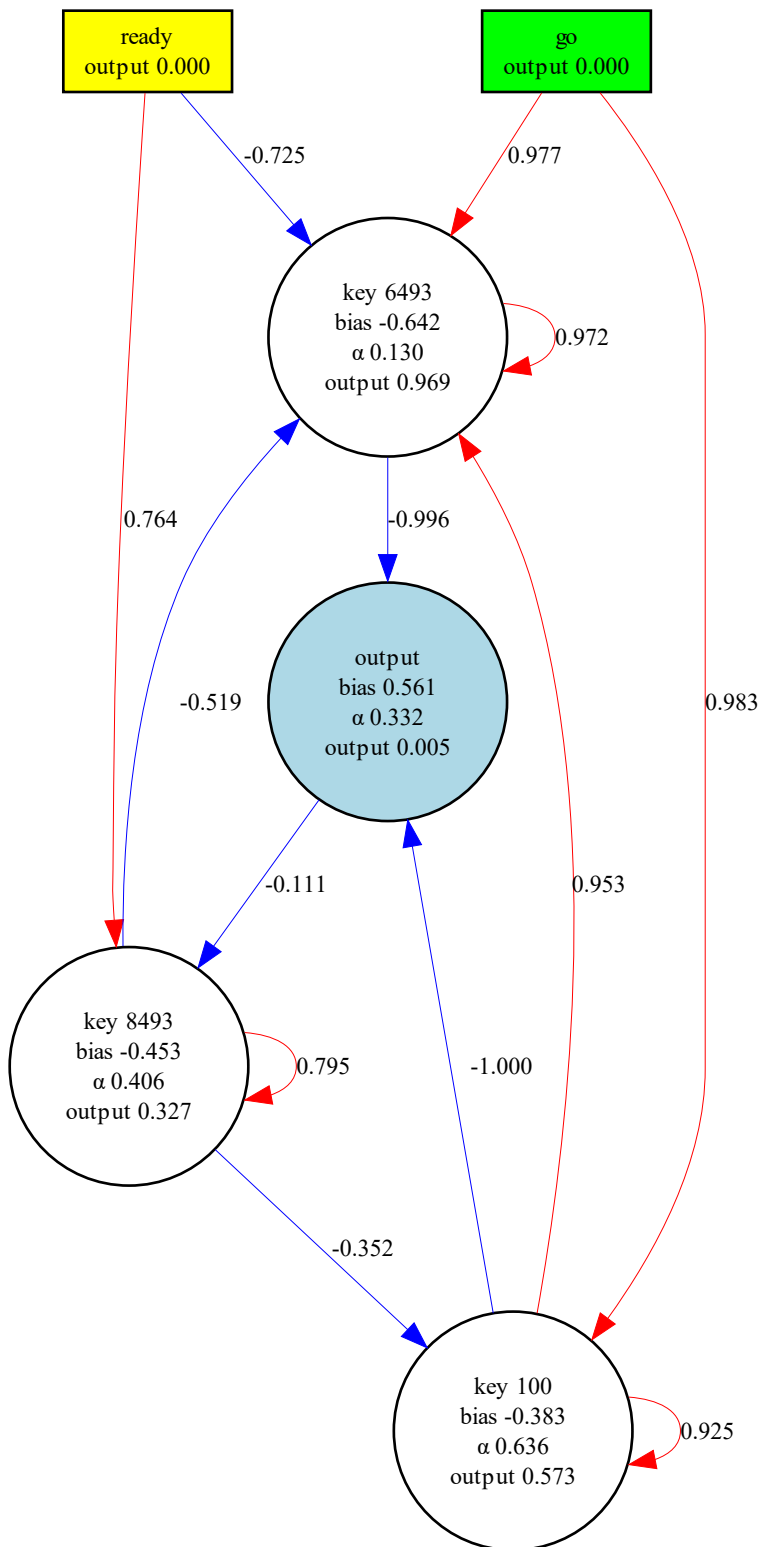 ready
output 0.000
go
output 0.000
-0.725
0.977
key 6493
bias -0.642
α 0.130
output 0.969
0.972
0.764
-0.996
-0.519
output
bias 0.561
α 0.332
output 0.005
0.983
-0.111
0.953
key 8493
bias -0.453
α 0.406
output 0.327
0.795
-1.000
-0.352
key 100
bias -0.383
α 0.636
output 0.573
0.925